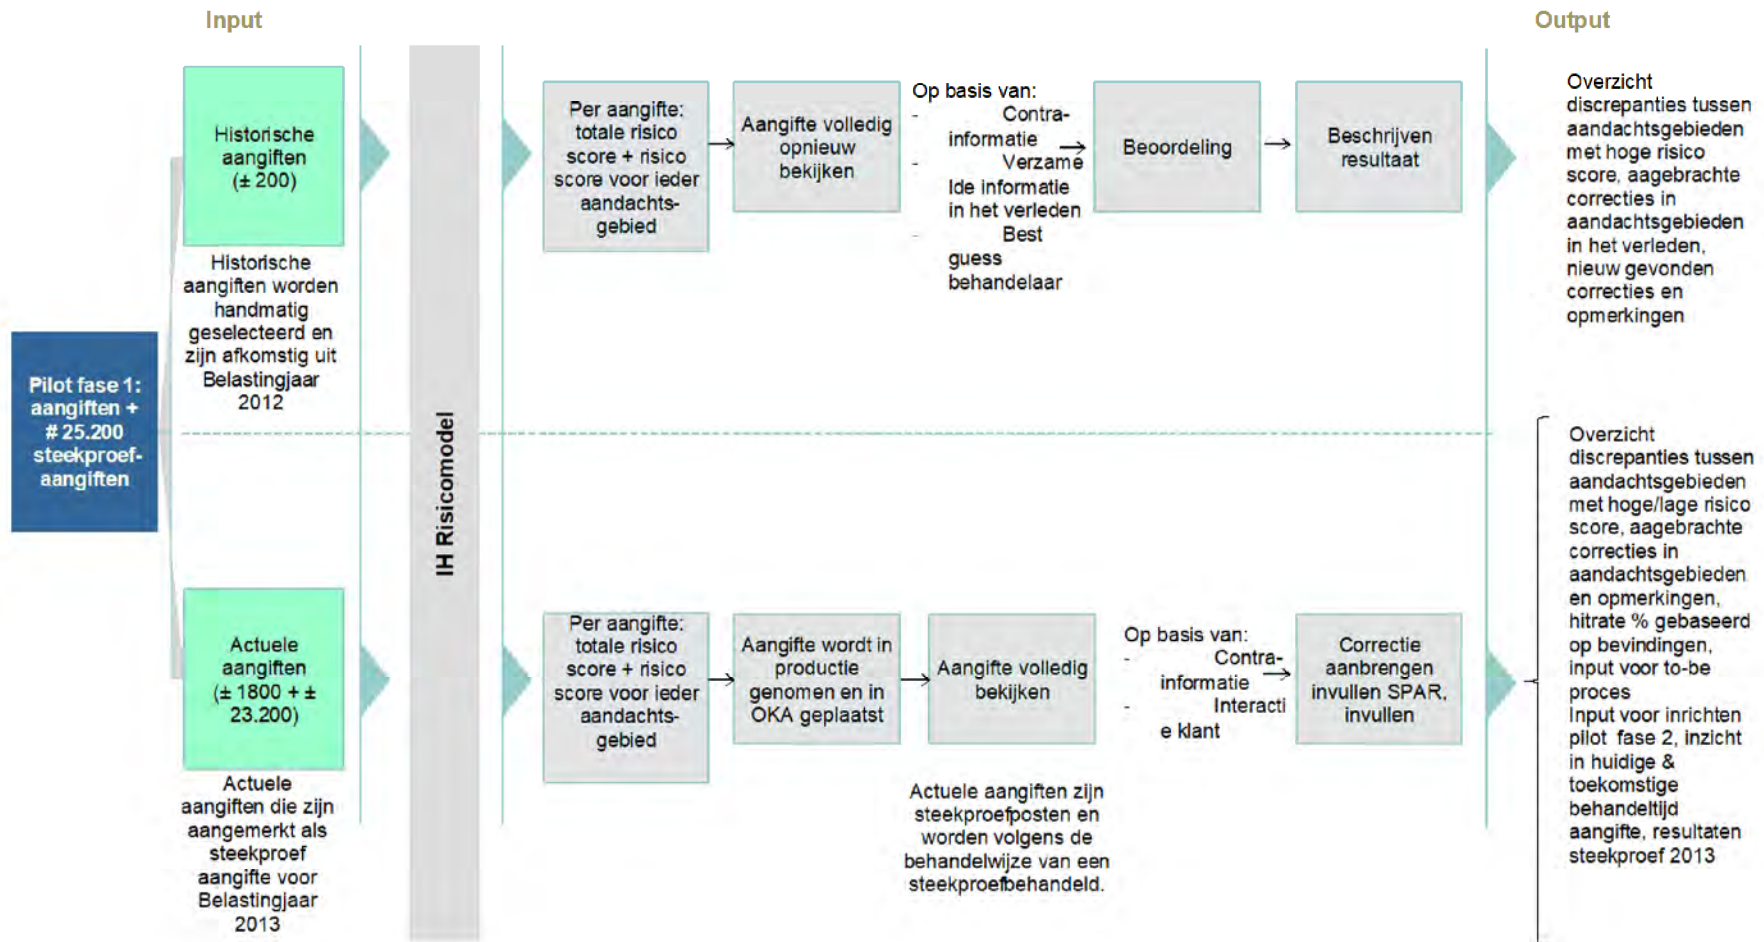 Input
Output
Pilot fase 1:
aangiften +
# 25.200
steekproef-
aangiften
Historische
aangiften
(± 200)
Historische
aangiften worden
handmatig
geselecteerd en
zijn afkomstig uit
Belastingjaar
2012
IH Risicomodel
Per aangifte:
totale risico
score + risico
score voor ieder
aandachts-
gebied
Aangifte volledig
opnieuw
bekijken
Op basis van:
- Contra-
informatie
- Verzame
lde informatie
in het verleden
- Best
guess
behandelaar
Beoordeling
Beschrijven
resultaat
Overzicht
discrepanties tussen
aandachtsgebieden
met hoge risico
score, aagebrachte
correcties in
aandachtsgebieden
in het verleden,
nieuw gevonden
correcties en
opmerkingen
Actuele
aangiften
(± 1800 + ±
23.200)
Actuele
aangiften die zijn
aangemerkt als
steekproef
aangifte voor
Belastingjaar
2013
Per aangifte:
totale risico
score + risico
score voor ieder
aandachts-
gebied
Aangifte wordt in
productie
genomen en in
OKA geplaatst
Aangifte volledig
bekijken
Actuele aangiften zijn
steekproefposten en
worden volgens de
behandelwijze van een
steekproefbehandeld.
Op basis van:
- Contra-
informatie
- Interacti
e klant
Correctie
aanbrengen
invullen SPAR,
invullen
Overzicht
discrepanties tussen
aandachtsgebieden
met hoge/lage risico
score, aagebrachte
correcties in
aandachtsgebieden
en opmerkingen,
hitrate % gebaseerd
op bevindingen,
input voor to-be
proces
Input voor inrichten
pilot fase 2, inzicht
in huidige &
toekomstige
behandeltijd
aangifte, resultaten
steekproef 2013